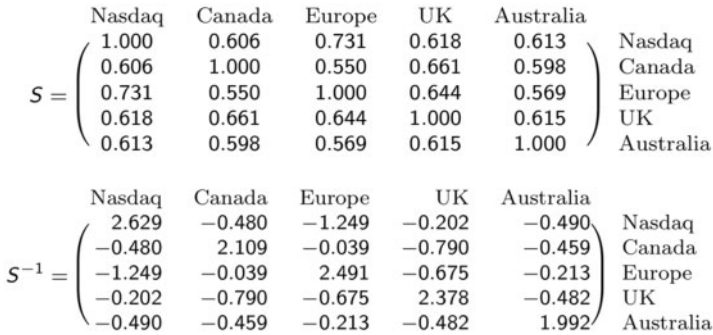 Nasdaq Canada Europe UK Australia
1.000 0.606 0.731 0.618 0.613 Nasdaq
0.606 1.000 0.550 0.661 0.598 Canada
S = 0.731 0.550 1.000 0.644 0.569 Europe
0.618 0.661 0.644 1.000 0.615 UK
0.613 0.598 0.569 0.615 1.000 Australia
Nasdaq Canada Europe UK Australia
2.629 −0.480 −1.249 −0.202 −0.490 Nasdaq
−0.480 2.109 −0.039 −0.790 −0.459 Canada
S⁻¹ = −1.249 −0.039 2.491 −0.675 −0.213 Europe
−0.202 −0.790 −0.675 2.378 −0.482 UK
−0.490 −0.459 −0.213 −0.482 1.992 Australia